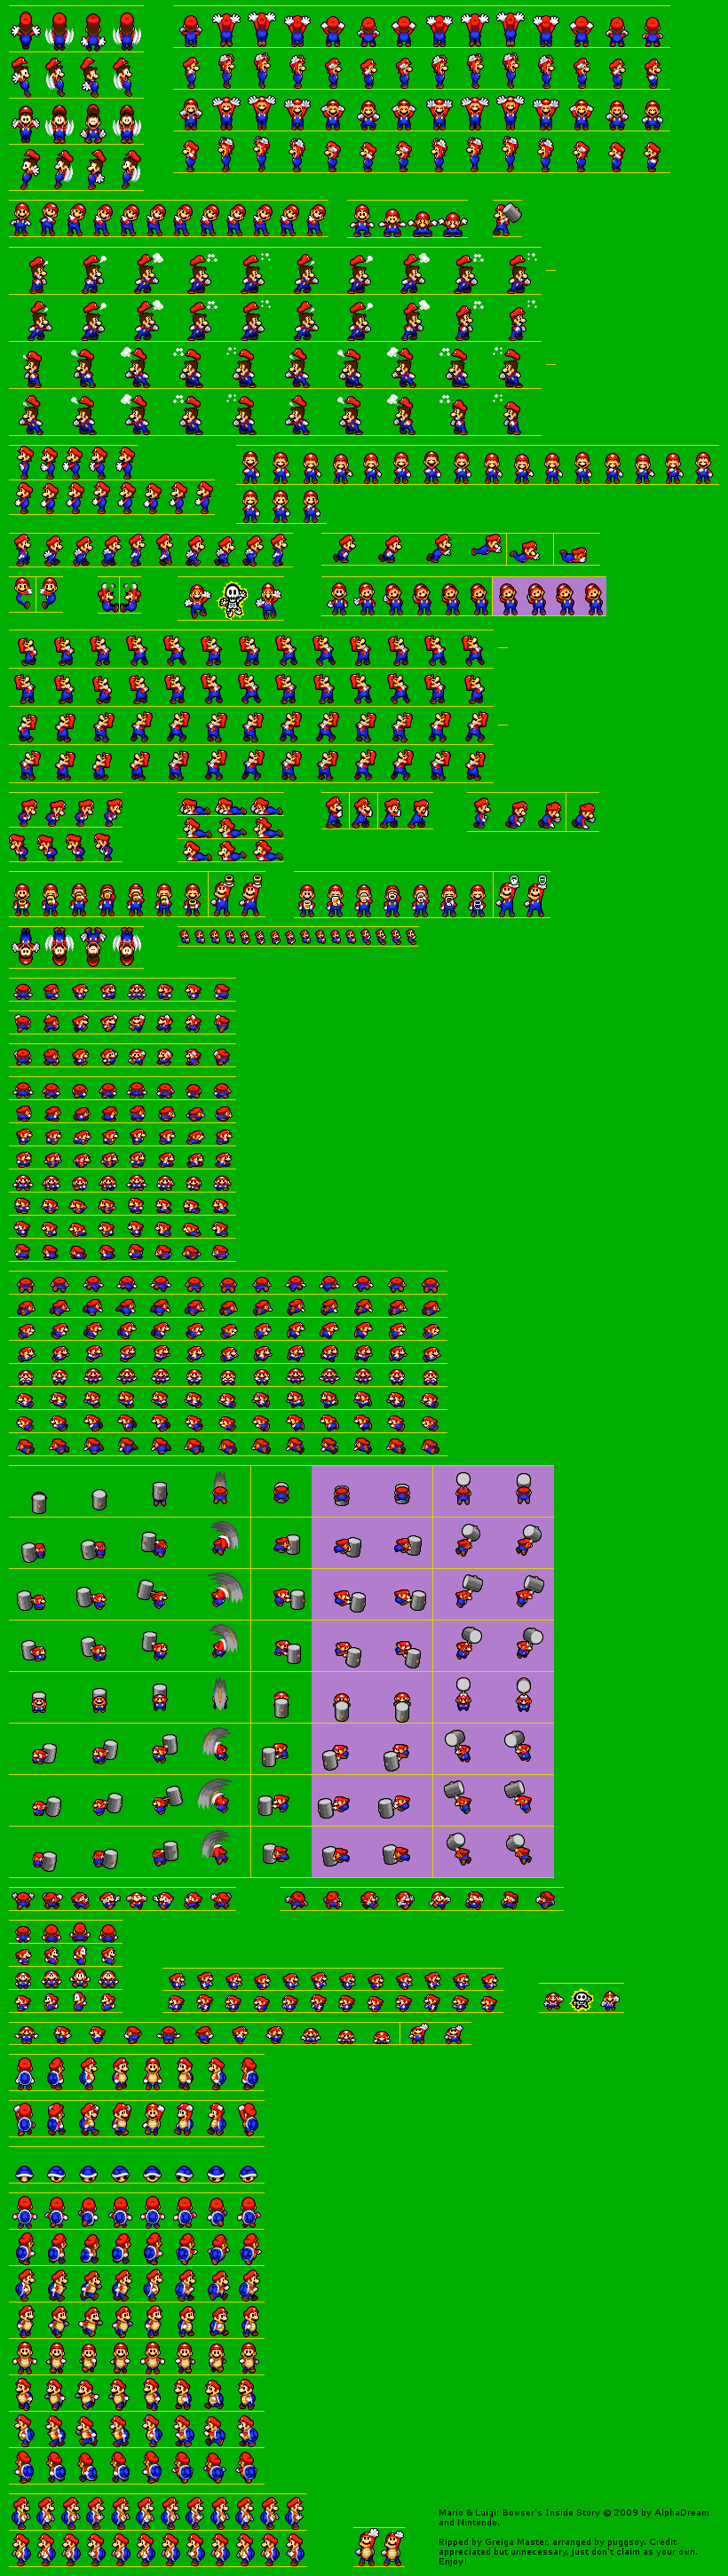 Mario & Luigi: Bowser's Inside Story © 2009 by AlphaDream
and Nintendo.
Ripped by Greiga Master, arranged by puggsoy. Credit
appreciated but unnecessary, just don't claim as your own.
Enjoy!